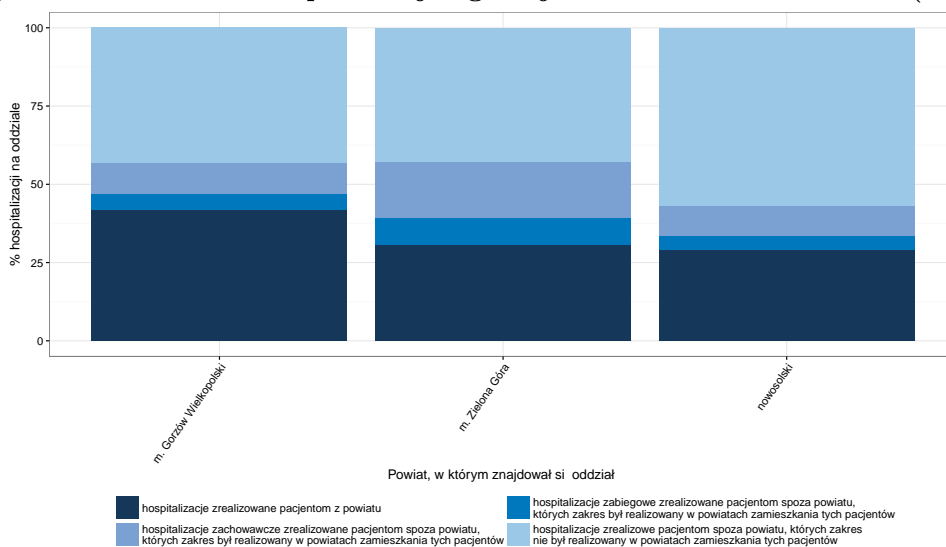 100
75
50
25
0
% hospitalizacji na oddziale
m. Gorzów Wielkopolski
m. Zielona Góra
nowosolski
Powiat, w którym znajdował si oddział
hospitalizacje zrealizowane pacjentom z powiatu
hospitalizacje zabiegowe zrealizowane pacjentom spoza powiatu,
których zakres był realizowany w powiatach zamieszkania tych pacjentów
hospitalizacje zachowawcze zrealizowane pacjentom spoza powiatu,
których zakres był realizowany w powiatach zamieszkania tych pacjentów
hospitalizacje zrealizowe pacjentom spoza powiatu, których zakres
nie był realizowany w powiatach zamieszkania tych pacjentów